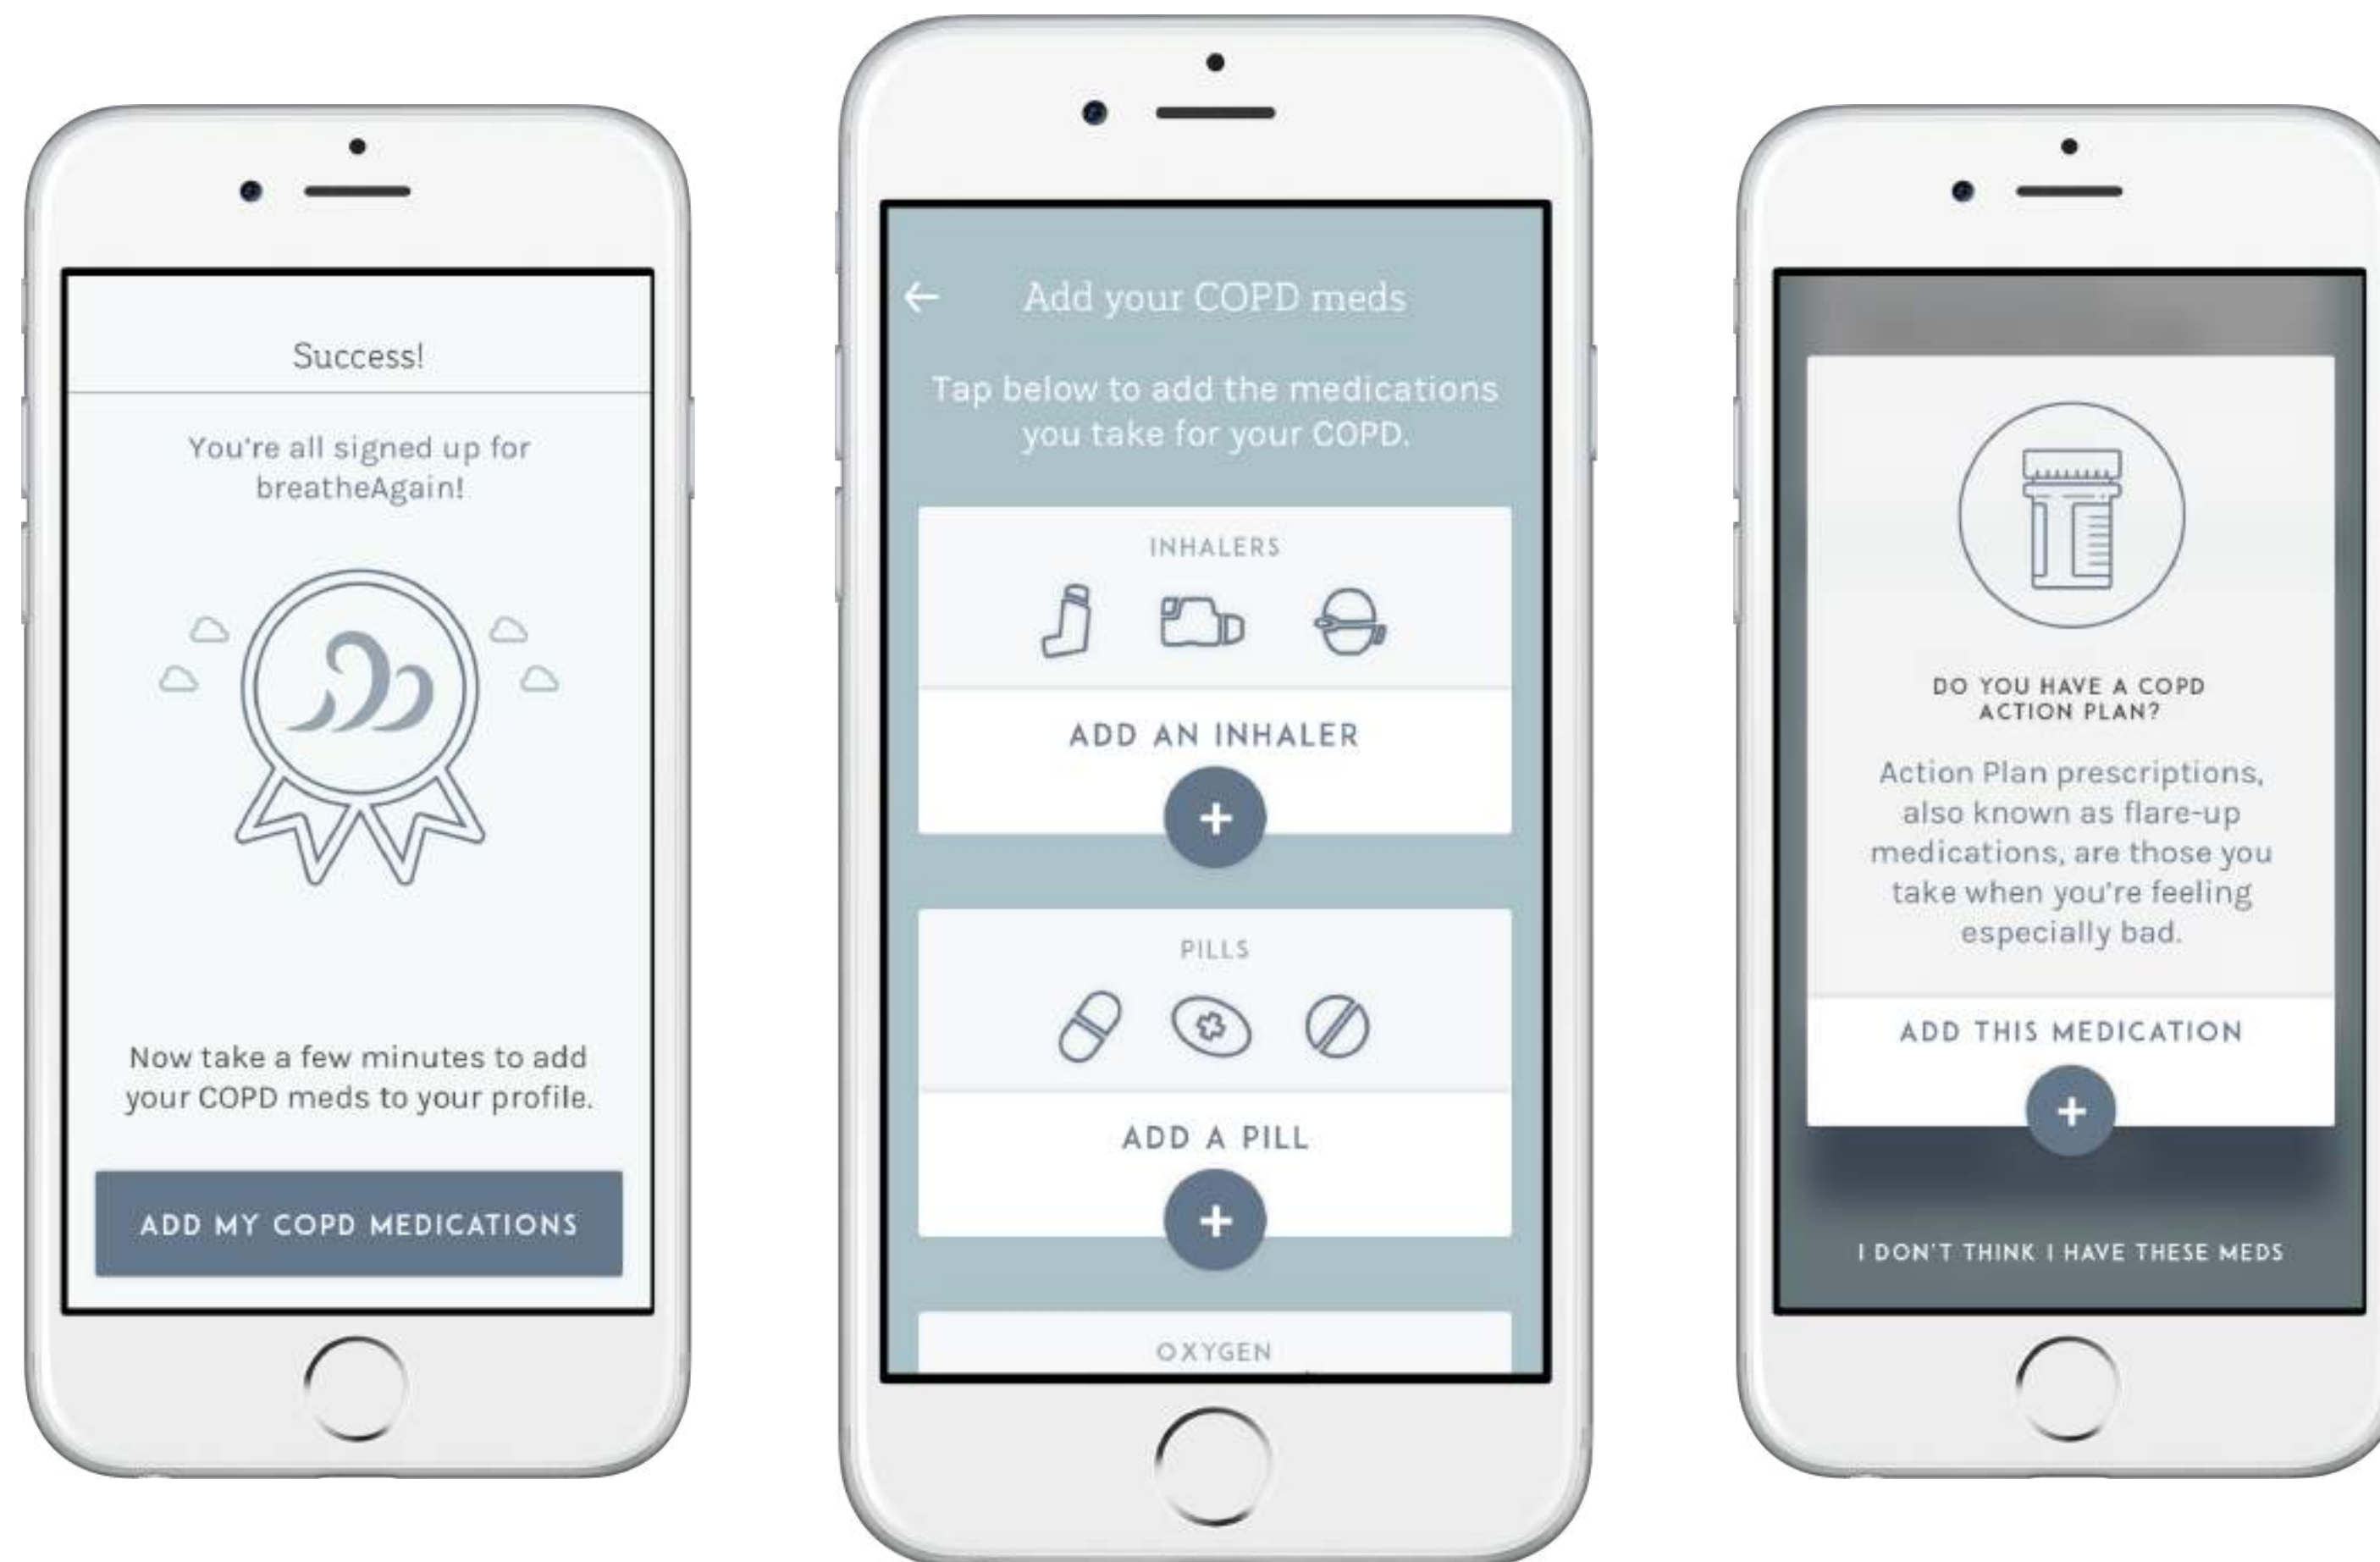 Success!
You're all signed up for
breatheAgain!
Now take a few minutes to add
your COPD meds to your profile.
ADD MY COPD MEDICATIONS
Add your COPD meds
Tap below to add the medications
you take for your COPD.
INHALERS
ADD AN INHALER
+
PILLS
ADD A PILL
+
OXYGEN
DO YOU HAVE A COPD
ACTION PLAN?
Action Plan prescriptions,
also known as flare-up
medications, are those you
take when you're feeling
especially bad.
ADD THIS MEDICATION
+
I DON'T THINK I HAVE THESE MEDS